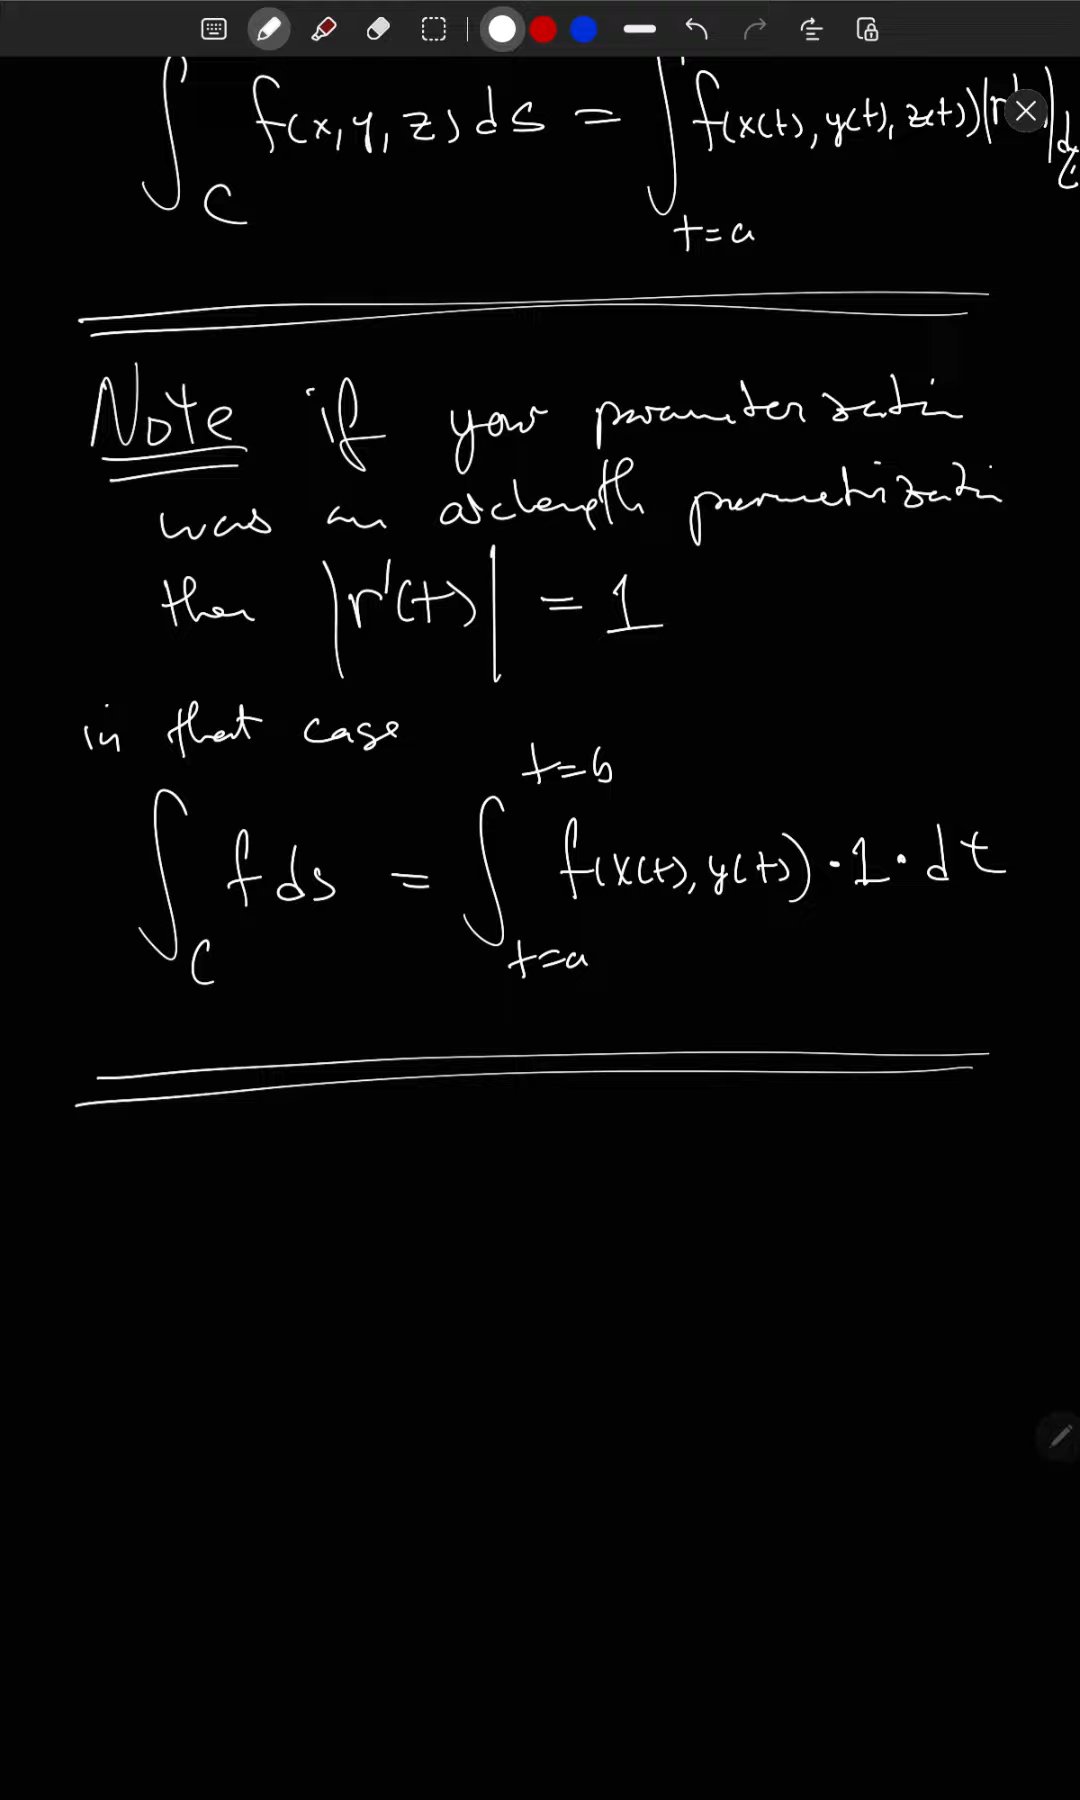 ∫_C f(x,y,z) ds = ∫_{t=a} f(x(t), y(t), z(t)) |r'
Note if your parameterization
was an arclength parametrization
then |r'(t)| = 1
in that case
∫_C f ds = ∫_{t=a}^{t=b} f(x(t), y(t)) · 1 · dt